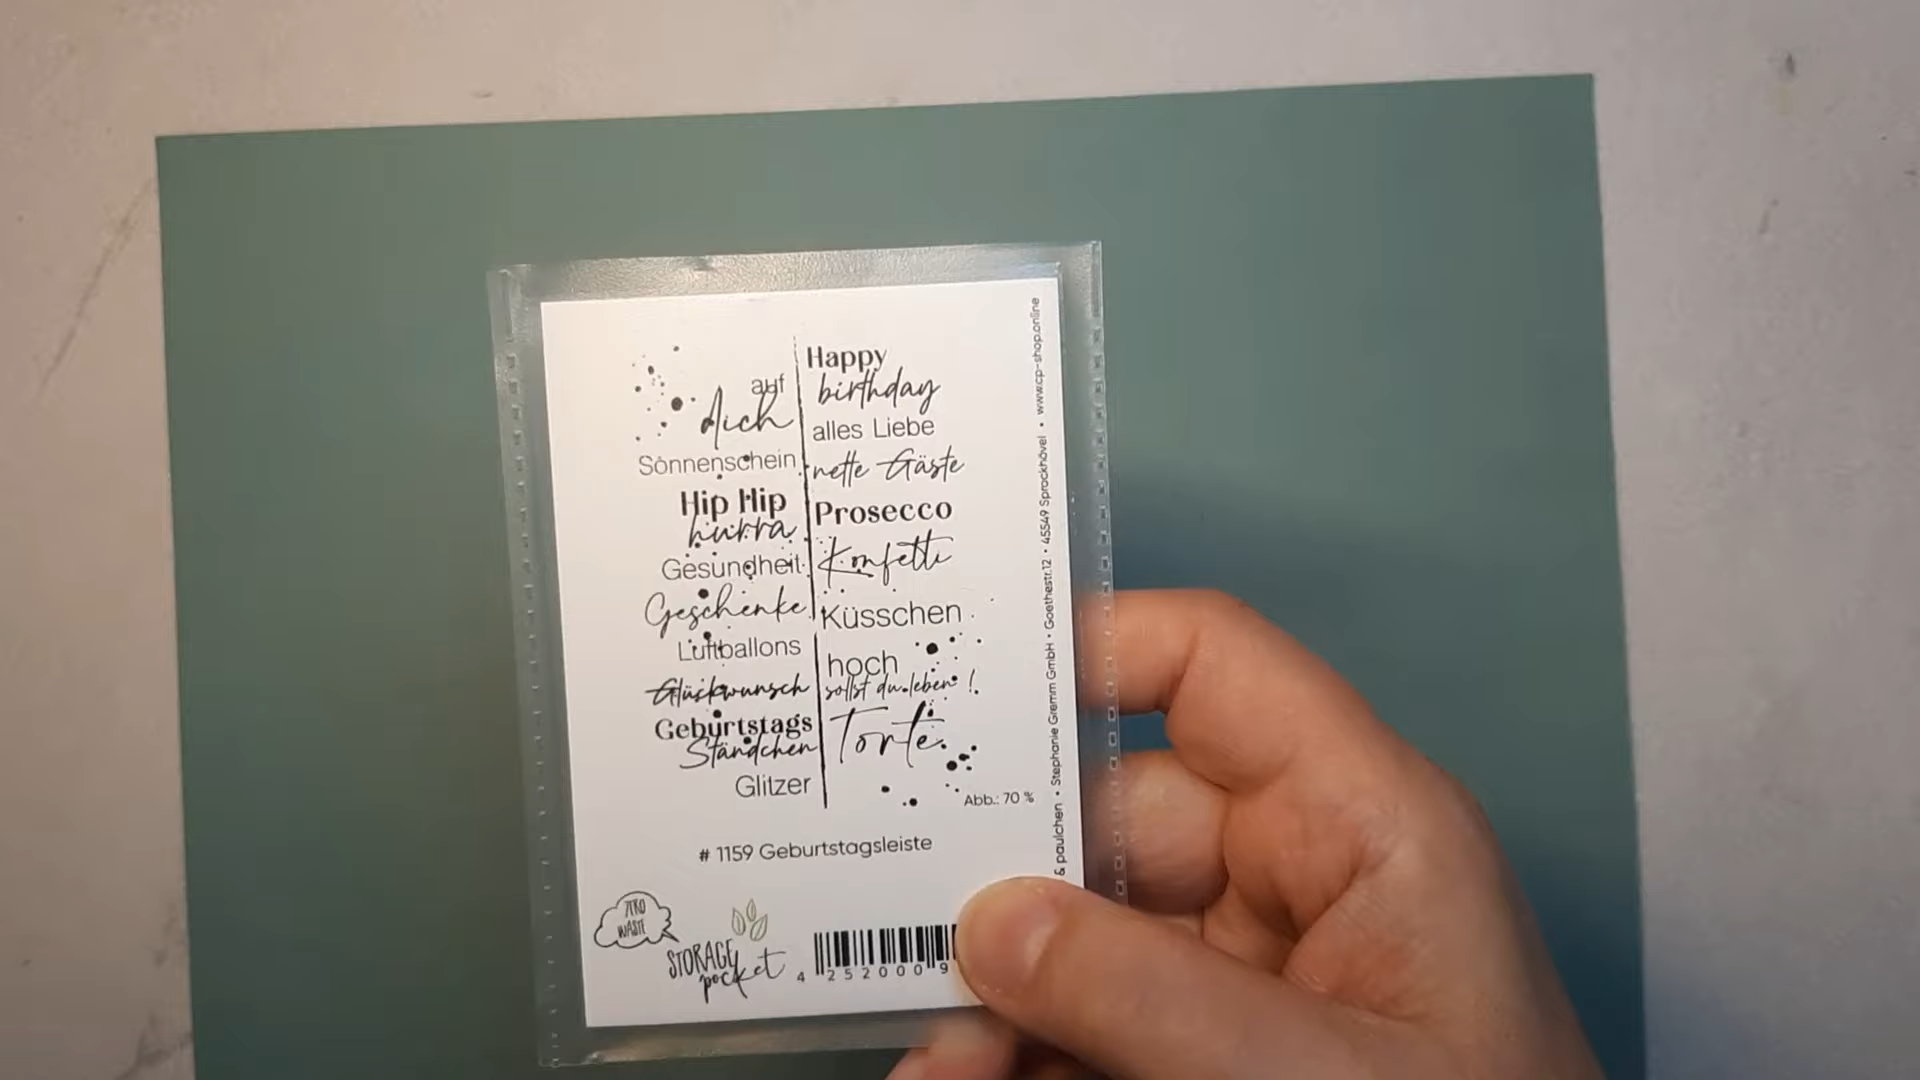 auf
dich
Sonnenschein
Hip Hip
hurra
Gesundheit
Geschenke
Luftballons
Glückwunsch
Geburtstags
Ständchen
Glitzer
Happy
birthday
alles Liebe
nette Gäste
Prosecco
Konfetti
Küsschen
hoch
sollst du leben !
Torte
Abb.: 70 %
# 1159 Geburtstagsleiste
ZERO
WASTE
STORAGE
pocket
4 252000 9
& paulchen • Stephanie Gremm GmbH • Goethestr.12 • 45549 Sprockhövel • www.cp-shop.online